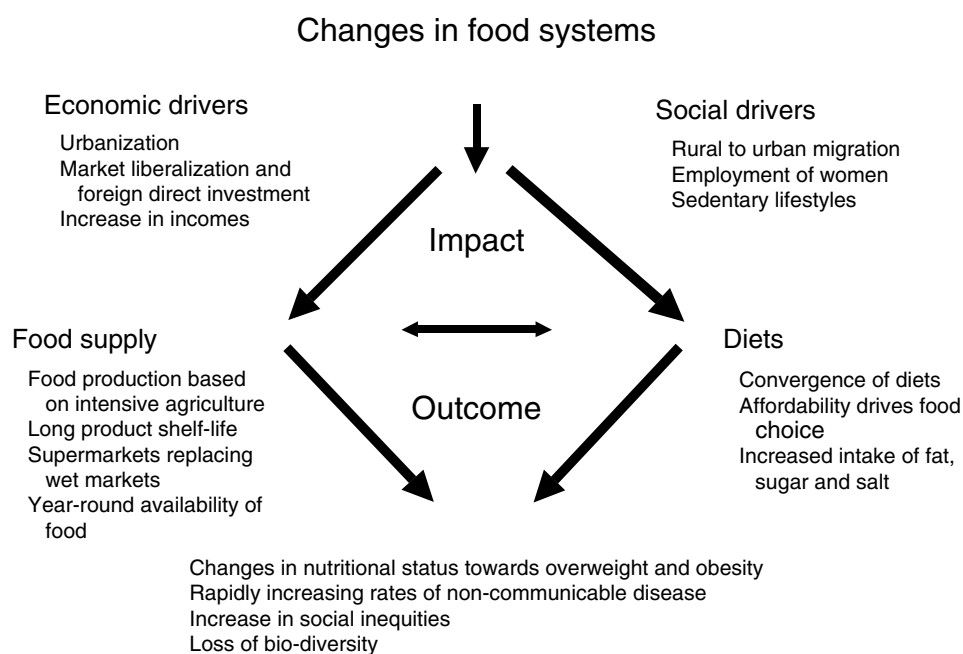 Changes in food systems
Economic drivers
Urbanization
Market liberalization and
foreign direct investment
Increase in incomes
Social drivers
Rural to urban migration
Employment of women
Sedentary lifestyles
Impact
Food supply
Food production based
on intensive agriculture
Long product shelf-life
Supermarkets replacing
wet markets
Year-round availability of
food
Outcome
Diets
Convergence of diets
Affordability drives food
choice
Increased intake of fat,
sugar and salt
Changes in nutritional status towards overweight and obesity
Rapidly increasing rates of non-communicable disease
Increase in social inequities
Loss of bio-diversity